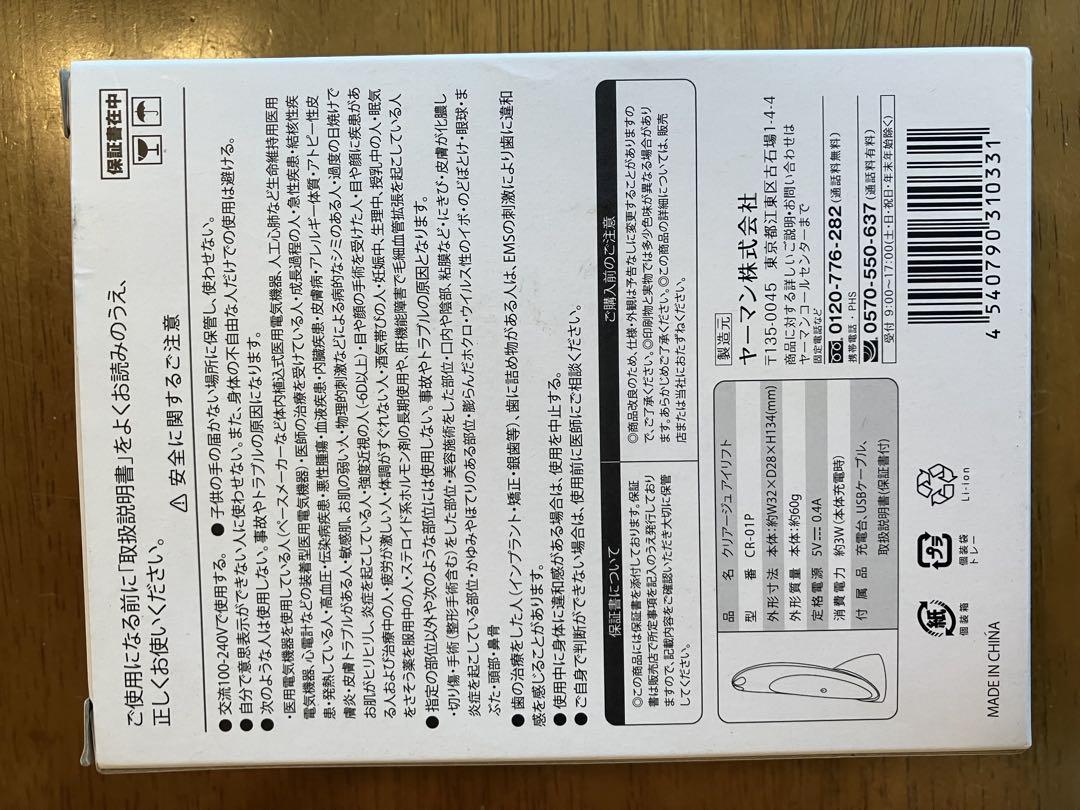 保証書在中
ご使用になる前に「取扱説明書」をよくお読みのうえ、
正しくお使いください。
⚠ 安全に関するご注意
●交流100-240Vで使用する。 ●子供の手の届かない場所に保管し、使わせない。
●自分で意思表示ができない人に使わせない。また、身体の不自由な人だけでの使用は避ける。
●次のような人は使用しない。事故やトラブルの原因になります。
・医用電気機器を使用している人(ペースメーカーなど体内植込式医用電気機器、人工心肺など生命維持用医用
電気機器、心電計などの装着型医用電気機器)・医師の治療を受けている人・成長過程の人・急性疾患・結核性疾
患・発熱している人・高血圧・伝染病疾患・悪性腫瘍・血液疾患・内臓疾患・皮膚病・アレルギー体質・アトピー性皮
膚炎・皮膚トラブルがある人・敏感肌、お肌の弱い人・物理的刺激などによる病的なシミのある人・過度の日焼けで
お肌がヒリヒリし、炎症を起こしている人・強度近視の人(-6D以上)・目や顔の手術を受けた人・目や顔に疾患があ
る人および治療中の人・疲労が激しい人・体調がすぐれない人・酒気帯びの人・妊娠中、生理中、授乳中の人・眠気
をさそう薬を服用中の人・ステロイド系ホルモン剤の長期使用や、肝機能障害で毛細血管拡張を起こしている人
●指定の部位以外や次のような部位には使用しない。事故やトラブルの原因となります。
・切り傷・手術(整形手術含む)をした部位・美容施術をした部位・口内や陰部、粘膜など・にきび・皮膚が化膿し
炎症を起こしている部位・かゆみやほてりのある部位・膨らんだホクロ・ウイルス性のイボ・のどぼとけ・眼球・ま
ぶた・頭部・鼻骨
●歯の治療をした人(インプラント・矯正・銀歯等)、歯に詰め物がある人は、EMSの刺激により歯に違和
感を感じることがあります。
●使用中に身体に違和感がある場合は、使用を中止する。
●ご自身で判断ができない場合は、使用前に医師にご相談ください。
保証書について
◎この商品には保証書を添付しております。保証
書は販売店で所定事項を記入のうえ発行しており
ますので、記載内容をご確認いただき大切に保管
してください。
ご購入前のご注意
◎商品改良のため、仕様・外観は予告なしに変更することがありますの
で、ご了承ください。◎印刷物と実物では多少色味が異なる場合があり
ます。あらかじめご了承ください。◎この商品の詳細については、販売
店または当社におたずねください。
品名 クリアージュ アイリフト
型番 CR-01P
外形寸法 本体:約W32×D28×H134(mm)
外形質量 本体:約60g
定格電源 5V⎓0.4A
消費電力 約3W(本体充電時)
付属品 充電台、USBケーブル、
取扱説明書(保証書付)
製造元
ヤーマン株式会社
〒135-0045 東京都江東区古石場1-4-4
商品に対する詳しいご説明・お問い合わせは
ヤーマンコールセンターまで
固定電話など
0120-776-282(通話料無料)
携帯電話・PHS
0570-550-637(通話料有料)
受付 9:00〜17:00(土・日・祝日・年末年始除く)
MADE IN CHINA
紙
個装箱
プラ
個装袋
トレー
Li-ion
4 540790 310331